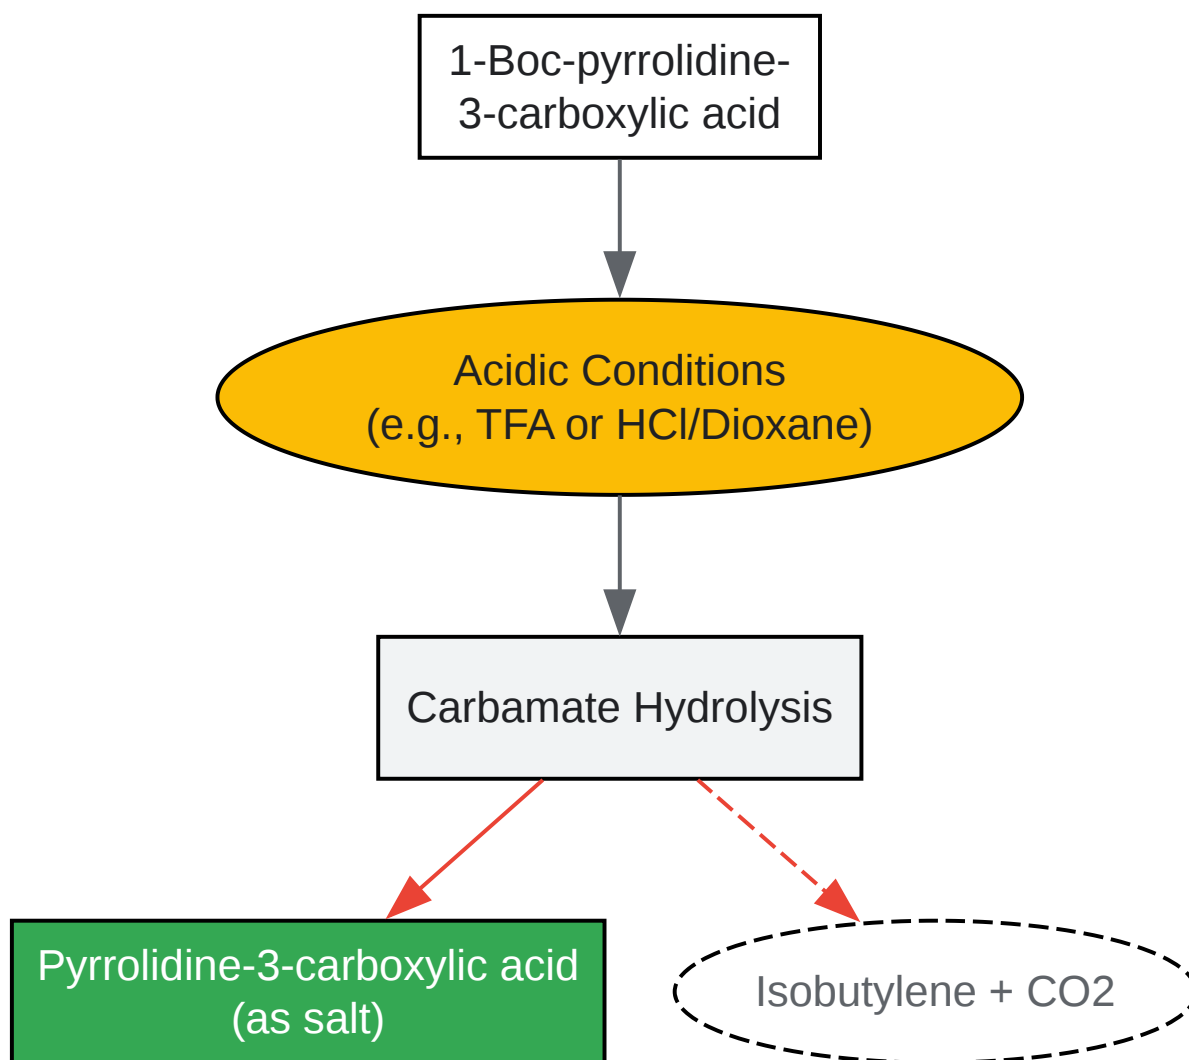 1-Boc-pyrrolidine-
3-carboxylic acid
Acidic Conditions
(e.g., TFA or HCl/Dioxane)
Carbamate Hydrolysis
Pyrrolidine-3-carboxylic acid
(as salt)
Isobutylene + CO2